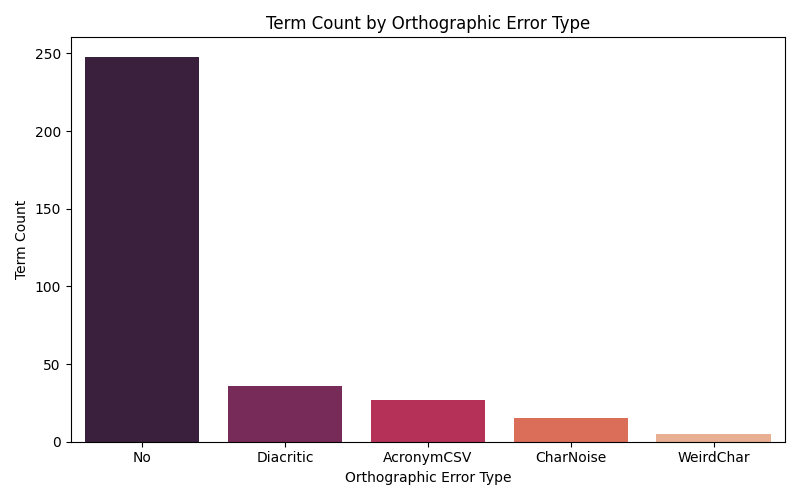 Term Count by Orthographic Error Type
Term Count
250
200
150
100
50
0
No Diacritic AcronymCSV CharNoise WeirdChar
Orthographic Error Type